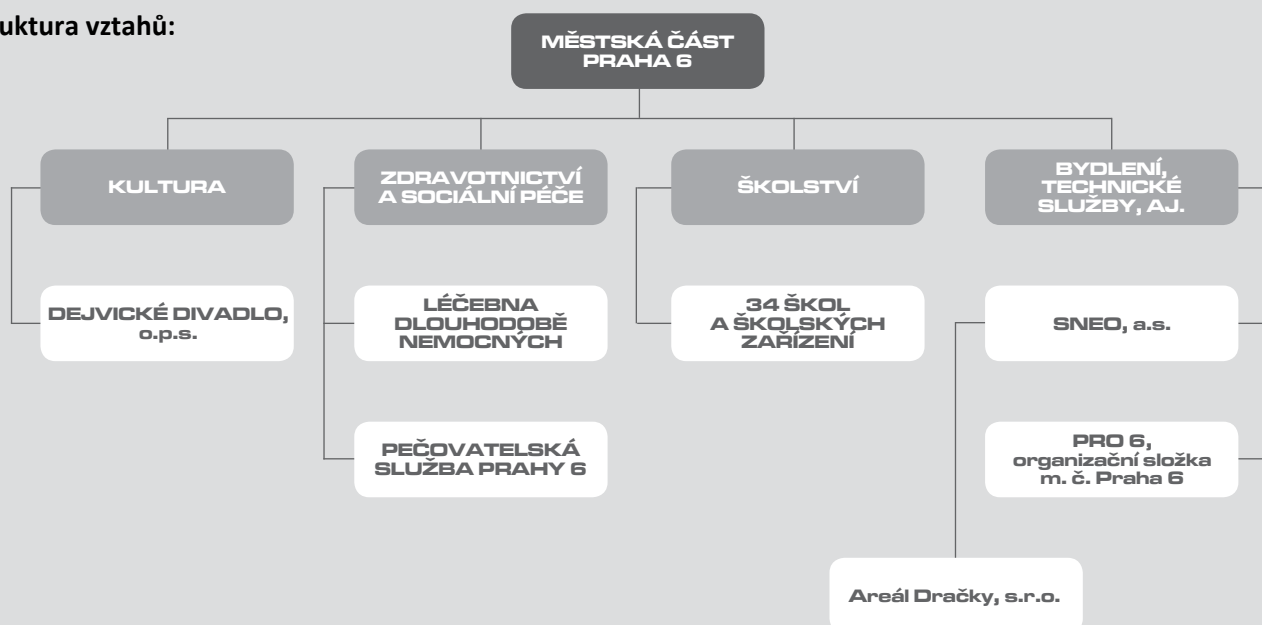 uktura vztahů:
MĚSTSKÁ ČÁST
PRAHA 6
KULTURA
ZDRAVOTNICTVÍ
A SOCIÁLNÍ PÉČE
ŠKOLSTVÍ
BYDLENÍ,
TECHNICKÉ
SLUŽBY, AJ.
DEJVICKÉ DIVADLO,
o.p.s.
LÉČEBNA
DLOUHODOBĚ
NEMOCNÝCH
34 ŠKOL
A ŠKOLSKÝCH
ZAŘÍZENÍ
SNEO, a.s.
PEČOVATELSKÁ
SLUŽBA PRAHY 6
PRO 6,
organizační složka
m. č. Praha 6
Areál Dračky, s.r.o.